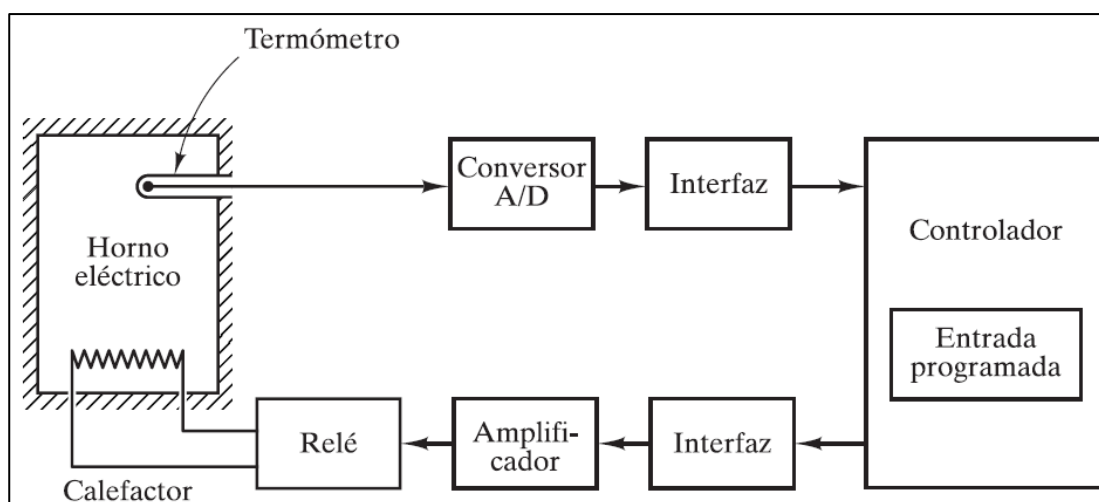 Termómetro
Conversor
A/D
Interfaz
Controlador
Horno
eléctrico
Entrada
programada
Relé
Amplifi-
cador
Interfaz
Calefactor